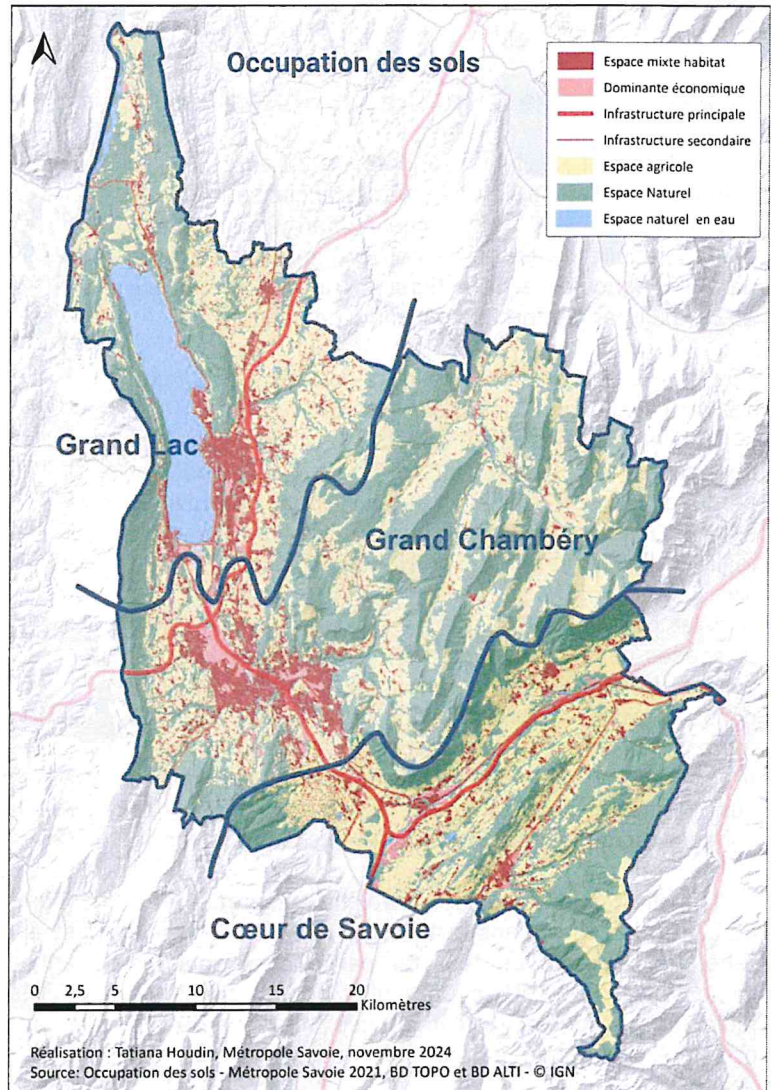 Occupation des sols
Espace mixte habitat
Dominante économique
Infrastructure principale
Infrastructure secondaire
Espace agricole
Espace Naturel
Espace naturel en eau
Grand Lac
Grand Chambéry
Cœur de Savoie
0 2,5 5 10 15 20
Kilomètres
Réalisation : Tatiana Houdin, Métropole Savoie, novembre 2024
Source: Occupation des sols - Métropole Savoie 2021, BD TOPO et BD ALTI - © IGN